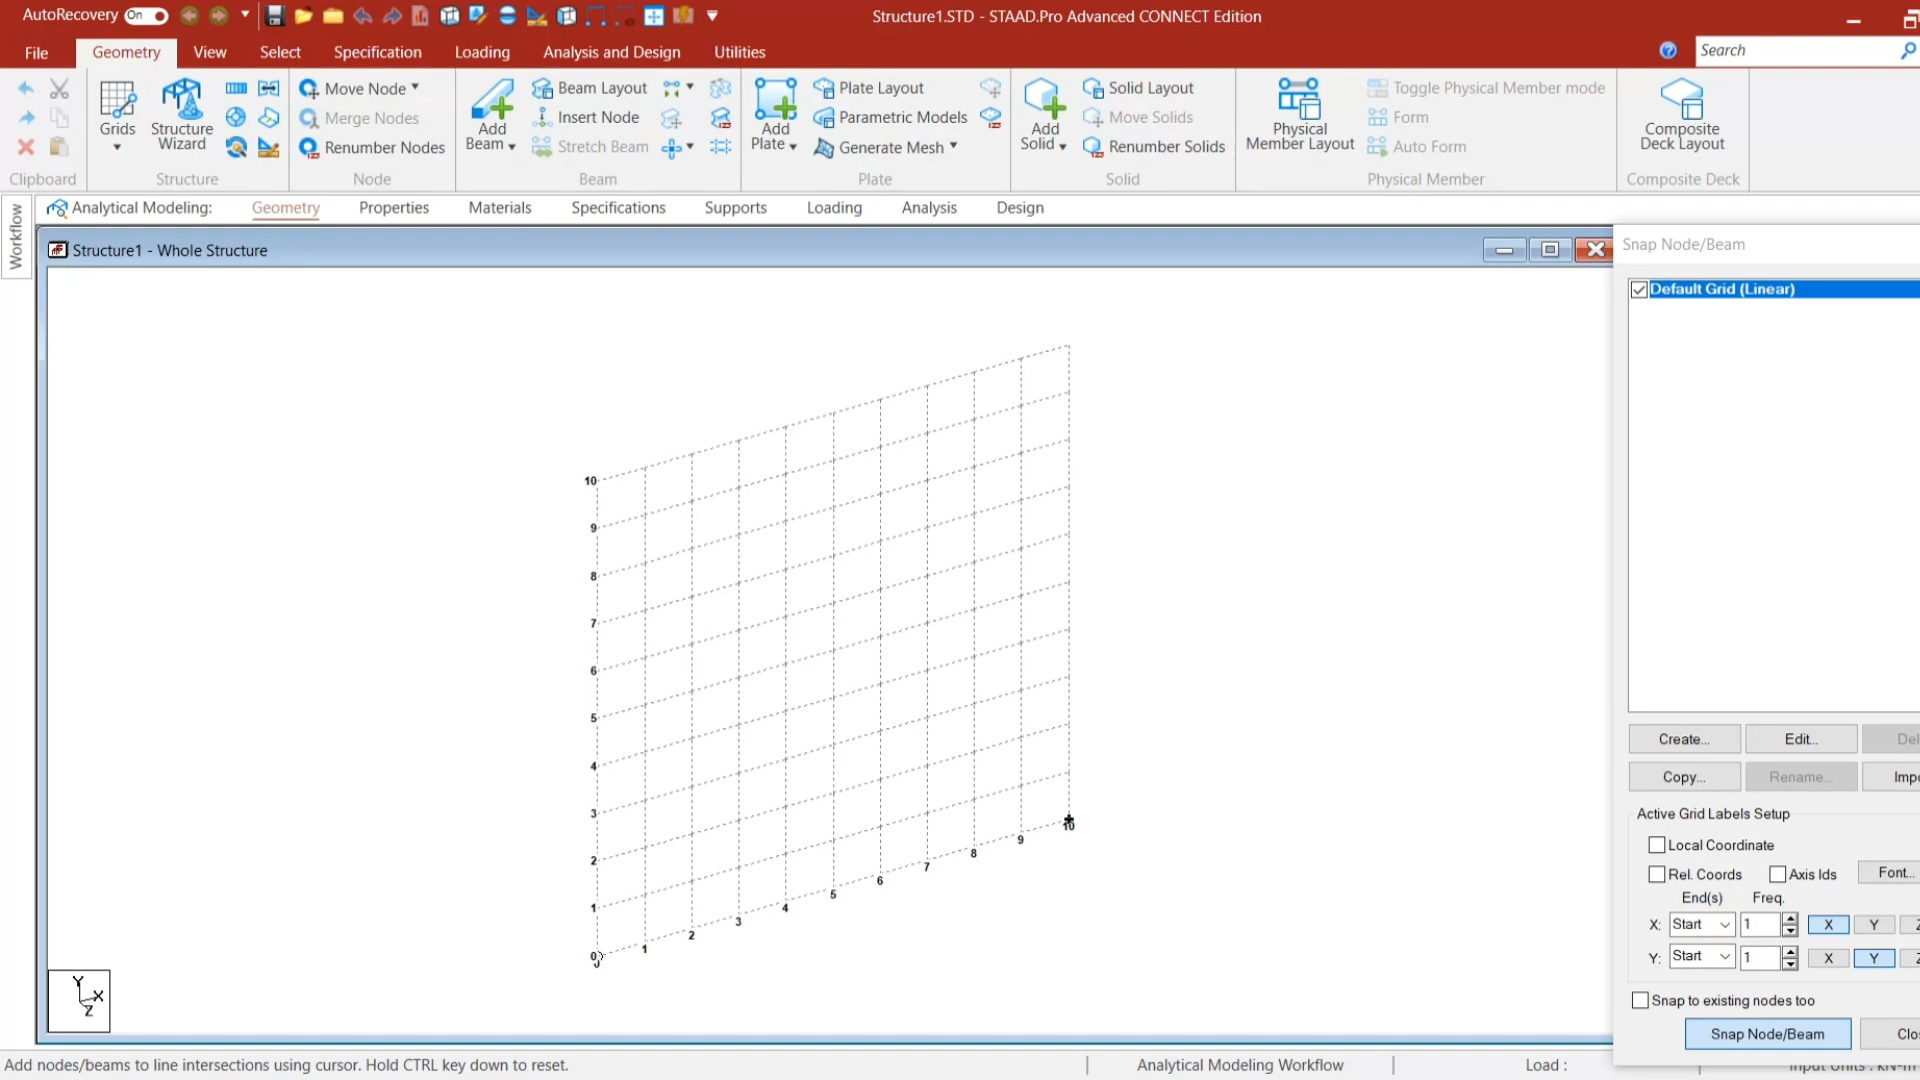 AutoRecovery On
Structure1.STD - STAAD.Pro Advanced CONNECT Edition
File Geometry View Select Specification Loading Analysis and Design Utilities
Search
Grids
Structure Wizard
Move Node
Merge Nodes
Renumber Nodes
Add Beam
Beam Layout
Insert Node
Stretch Beam
Add Plate
Plate Layout
Parametric Models
Generate Mesh
Add Solid
Solid Layout
Move Solids
Renumber Solids
Physical Member Layout
Toggle Physical Member mode
Form
Auto Form
Composite Deck Layout
Clipboard Structure Node Beam Plate Solid Physical Member Composite Deck
Workflow
Analytical Modeling: Geometry Properties Materials Specifications Supports Loading Analysis Design
Structure1 - Whole Structure
Snap Node/Beam
Default Grid (Linear)
10
9
8
7
6
5
4
3
2
1
0
1 2 3 4 5 6 7 8 9 10
Y
X
Z
Create... Edit... Del
Copy... Rename... Impo
Active Grid Labels Setup
Local Coordinate
Rel. Coords Axis Ids Font...
End(s) Freq.
X: Start 1 X Y Z
Y: Start 1 X Y Z
Snap to existing nodes too
Snap Node/Beam Clo
Add nodes/beams to line intersections using cursor. Hold CTRL key down to reset.
Analytical Modeling Workflow
Load :
Input Units : kN-m